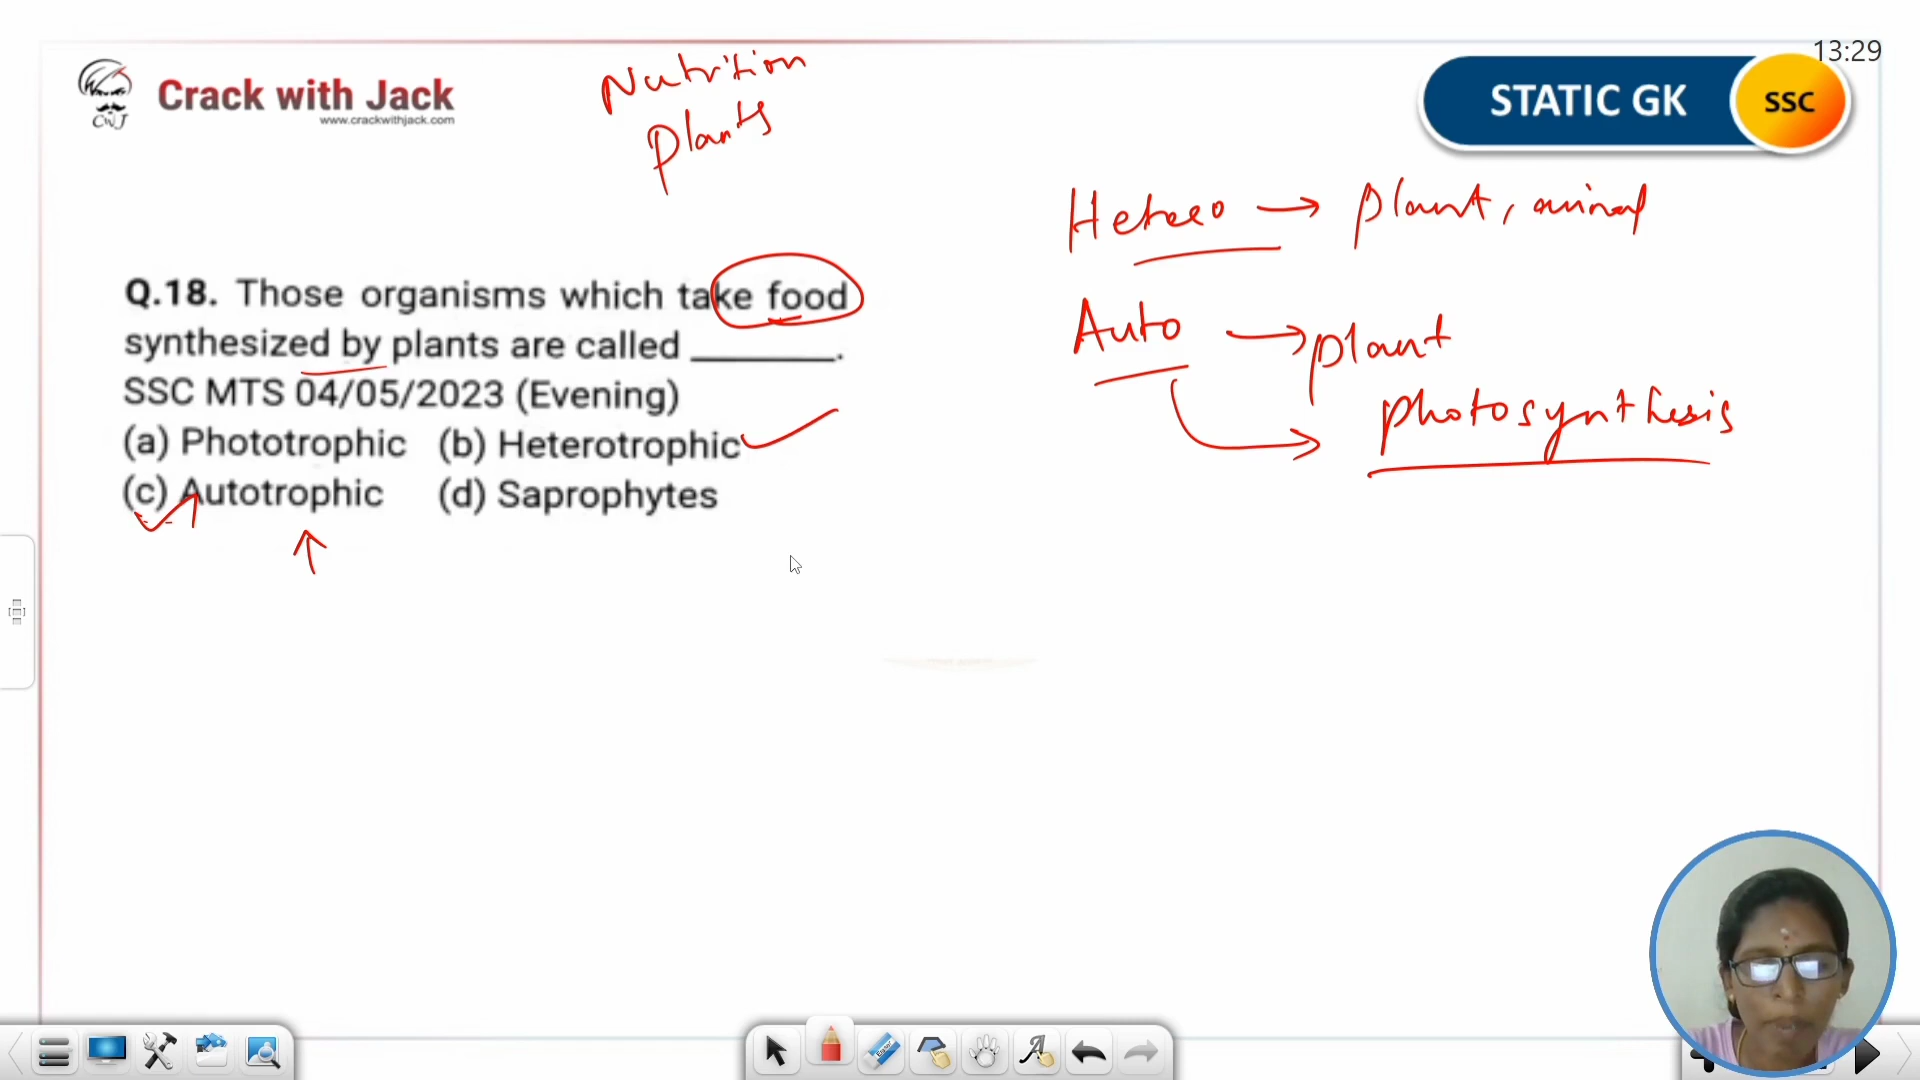 13:29
Crack with Jack
www.crackwithjack.com
CWJ
STATIC GK
SSC
Nutrition
plants
Hetero → plant, animal
Auto → plant
photosynthesis
Q.18. Those organisms which take food
synthesized by plants are called ________.
SSC MTS 04/05/2023 (Evening)
(a) Phototrophic (b) Heterotrophic
(c) Autotrophic (d) Saprophytes